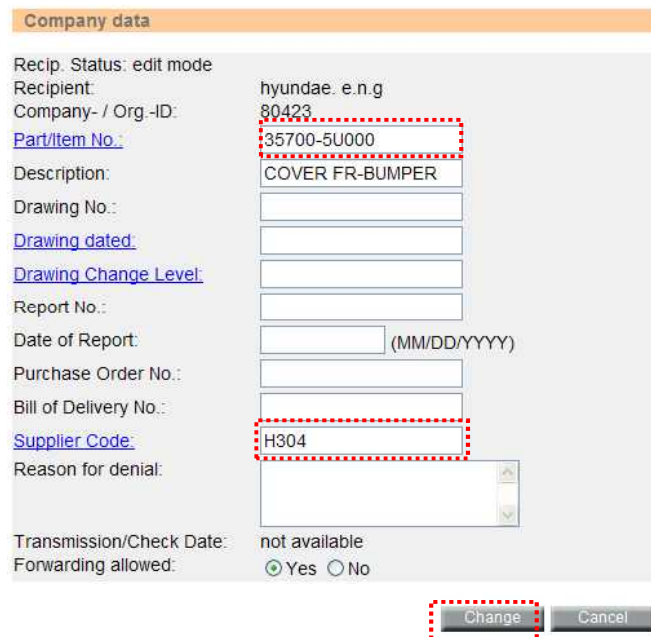 Company data
Recip. Status: edit mode
Recipient: hyundae. e.n.g
Company- / Org.-ID: 80423
Part/Item No.: 35700-5U000
Description: COVER FR-BUMPER
Drawing No.:
Drawing dated:
Drawing Change Level:
Report No.:
Date of Report: (MM/DD/YYYY)
Purchase Order No.:
Bill of Delivery No.:
Supplier Code: H304
Reason for denial:
Transmission/Check Date: not available
Forwarding allowed: Yes No
Change Cancel